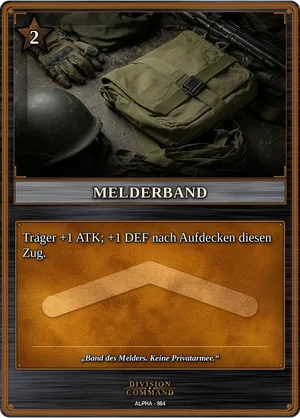 2
MELDERBAND
Träger +1 ATK; +1 DEF nach Aufdecken diesen
Zug.
„Band des Melders. Keine Privatarmee.“
DIVISION
COMMAND
ALPHA - 984